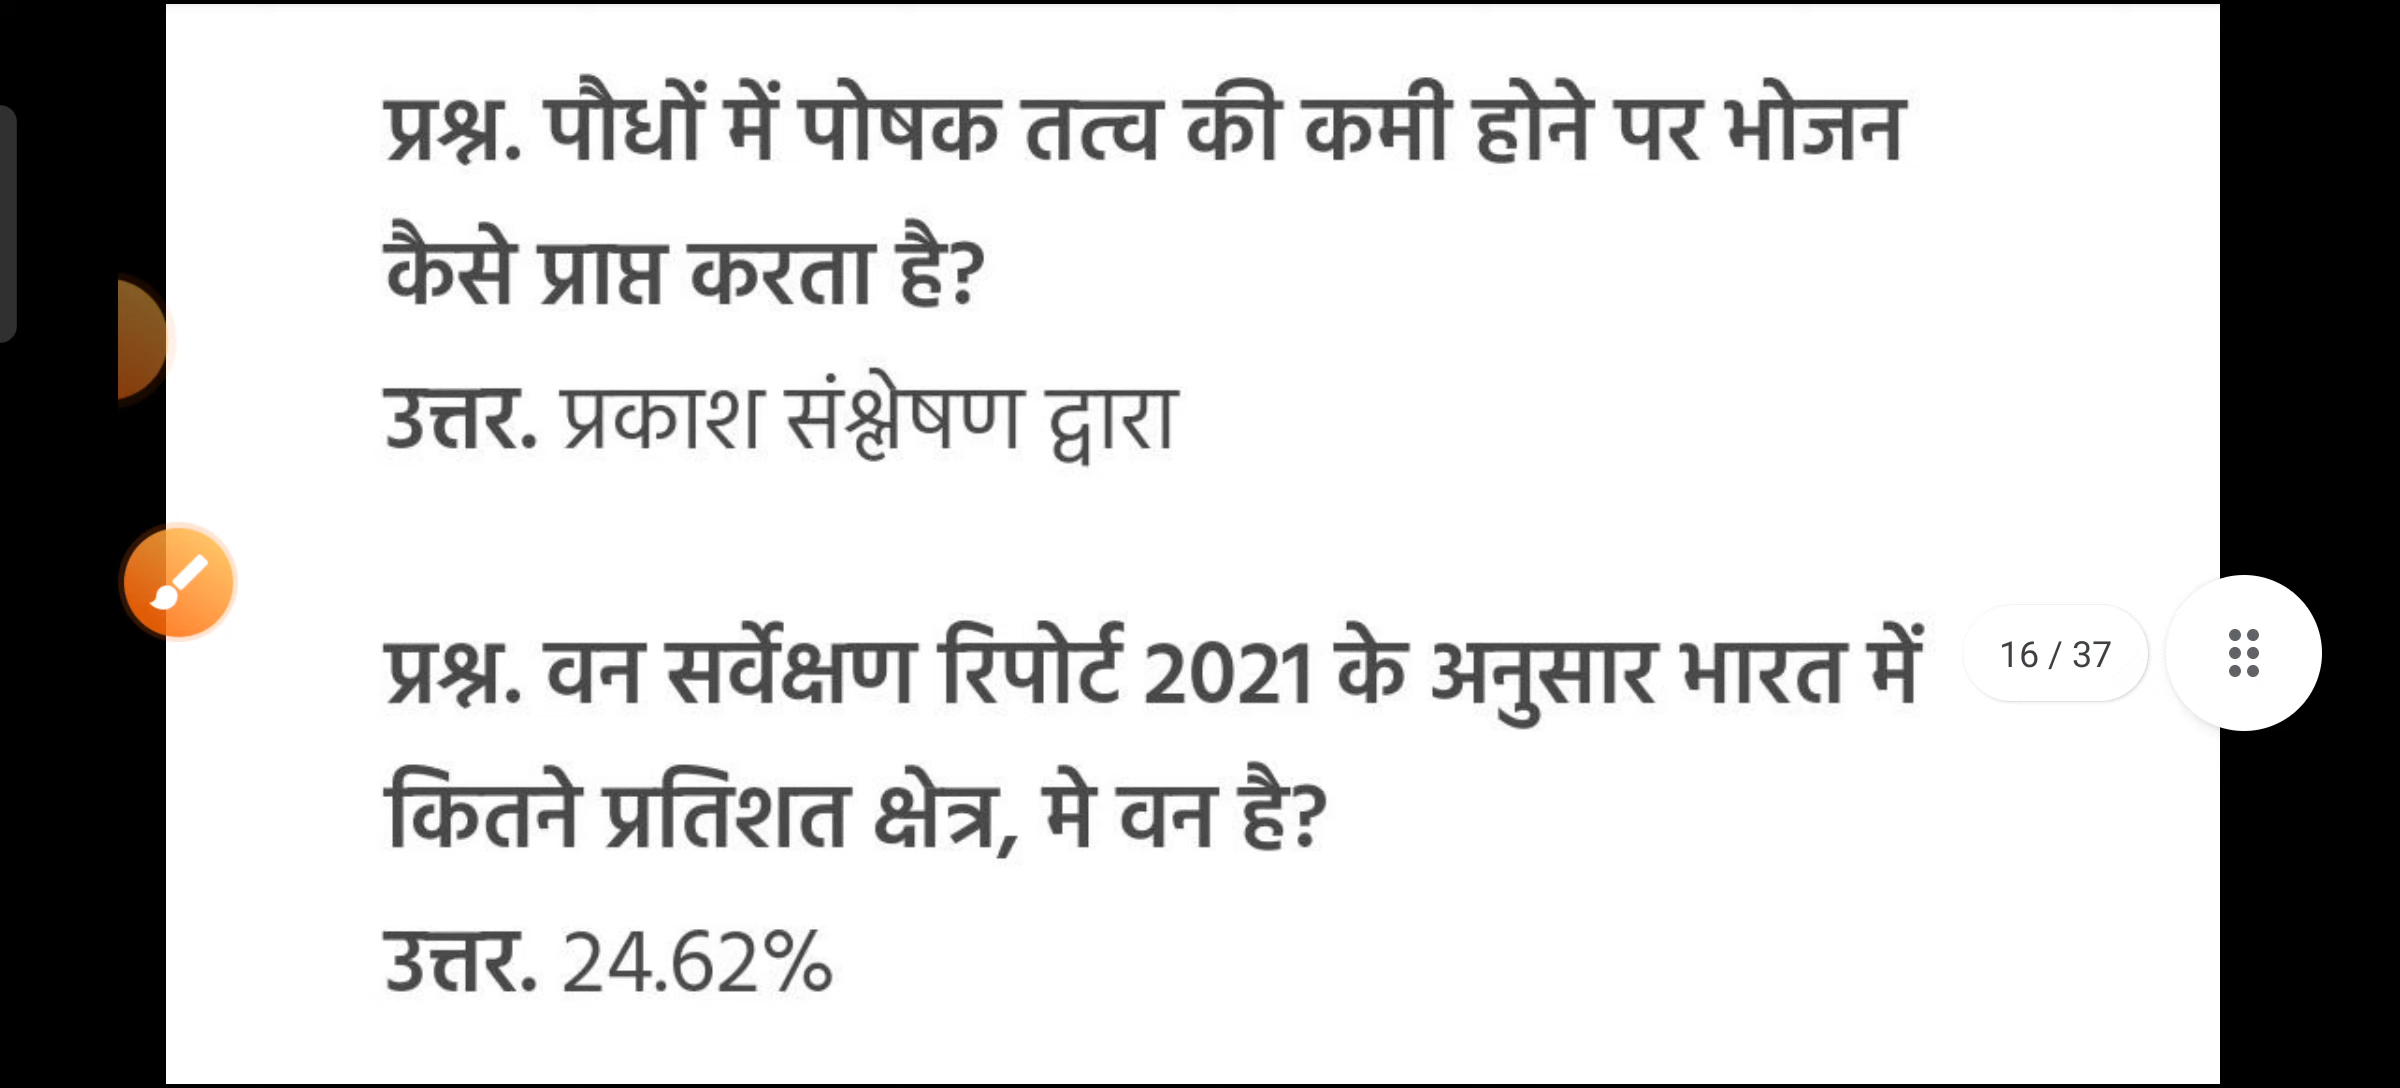 प्रश्न. पौधों में पोषक तत्व की कमी होने पर भोजन
कैसे प्राप्त करता है?
उत्तर. प्रकाश संश्लेषण द्वारा
प्रश्न. वन सर्वेक्षण रिपोर्ट 2021 के अनुसार भारत में
16 / 37
कितने प्रतिशत क्षेत्र, मे वन है?
उत्तर. 24.62%